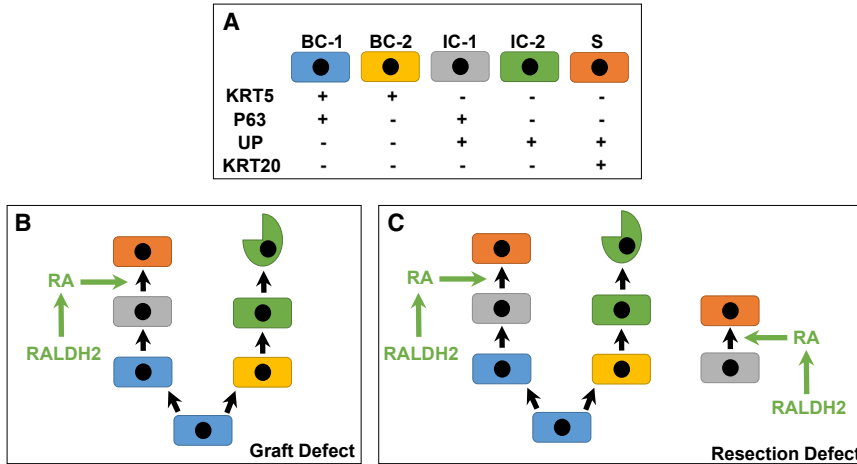 A
BC-1 BC-2 IC-1 IC-2 S
KRT5 + + - - -
P63 + - + - -
UP - - + + +
KRT20 - - - - +
B
RA
RALDH2
Graft Defect
C
RA
RALDH2
RA
RALDH2
Resection Defect